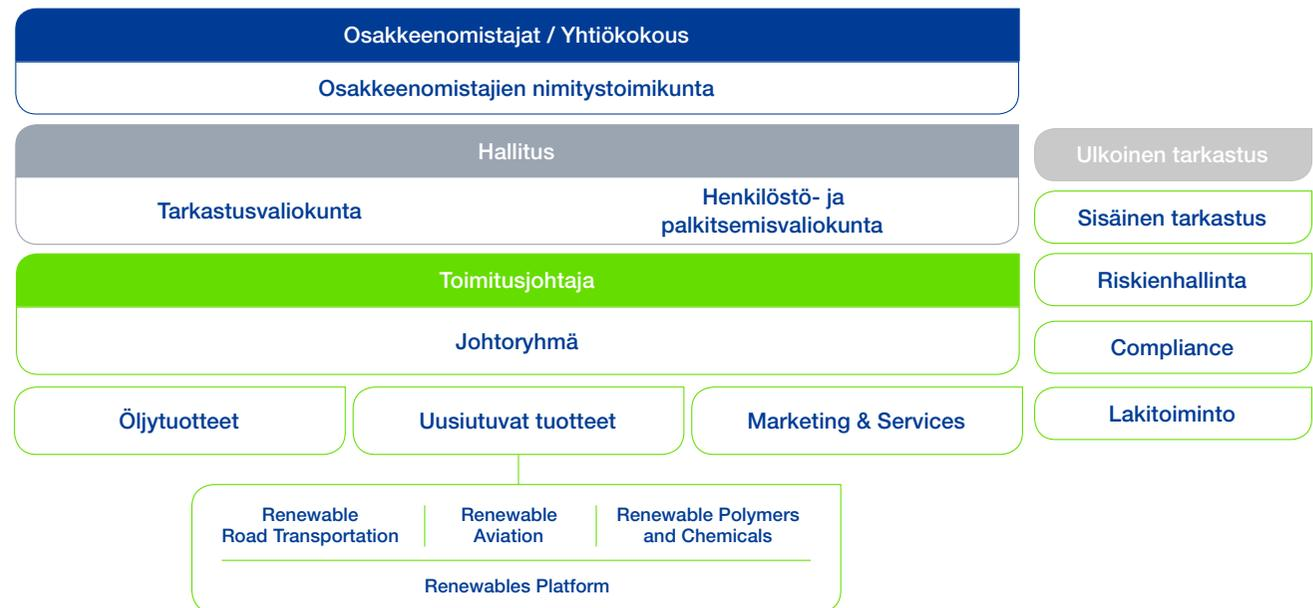 Osakkeenomistajat / Yhtiökokous
Osakkeenomistajien nimitystoimikunta
Hallitus
Tarkastusvaliokunta
Henkilöstö- ja
palkitsemisvaliokunta
Toimitusjohtaja
Johtoryhmä
Öljytuotteet
Uusiutuvat tuotteet
Marketing & Services
Renewable
Road Transportation
Renewable
Aviation
Renewable Polymers
and Chemicals
Renewables Platform
Ulkoinen tarkastus
Sisäinen tarkastus
Riskienhallinta
Compliance
Lakitoiminto